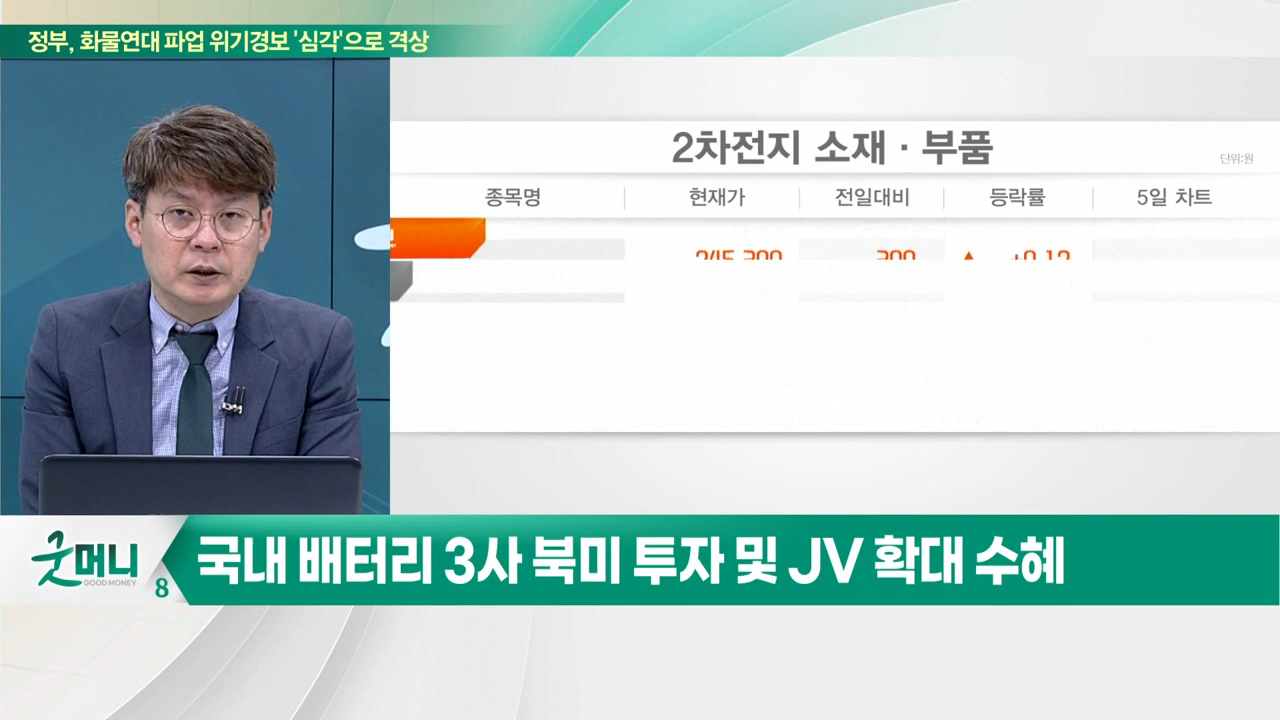 정부, 화물연대 파업 위기경보 '심각'으로 격상
2차전지 소재 · 부품
단위:원
종목명 현재가 전일대비 등락률 5일 차트
굿머니
GOOD MONEY
8
국내 배터리 3사 북미 투자 및 JV 확대 수혜